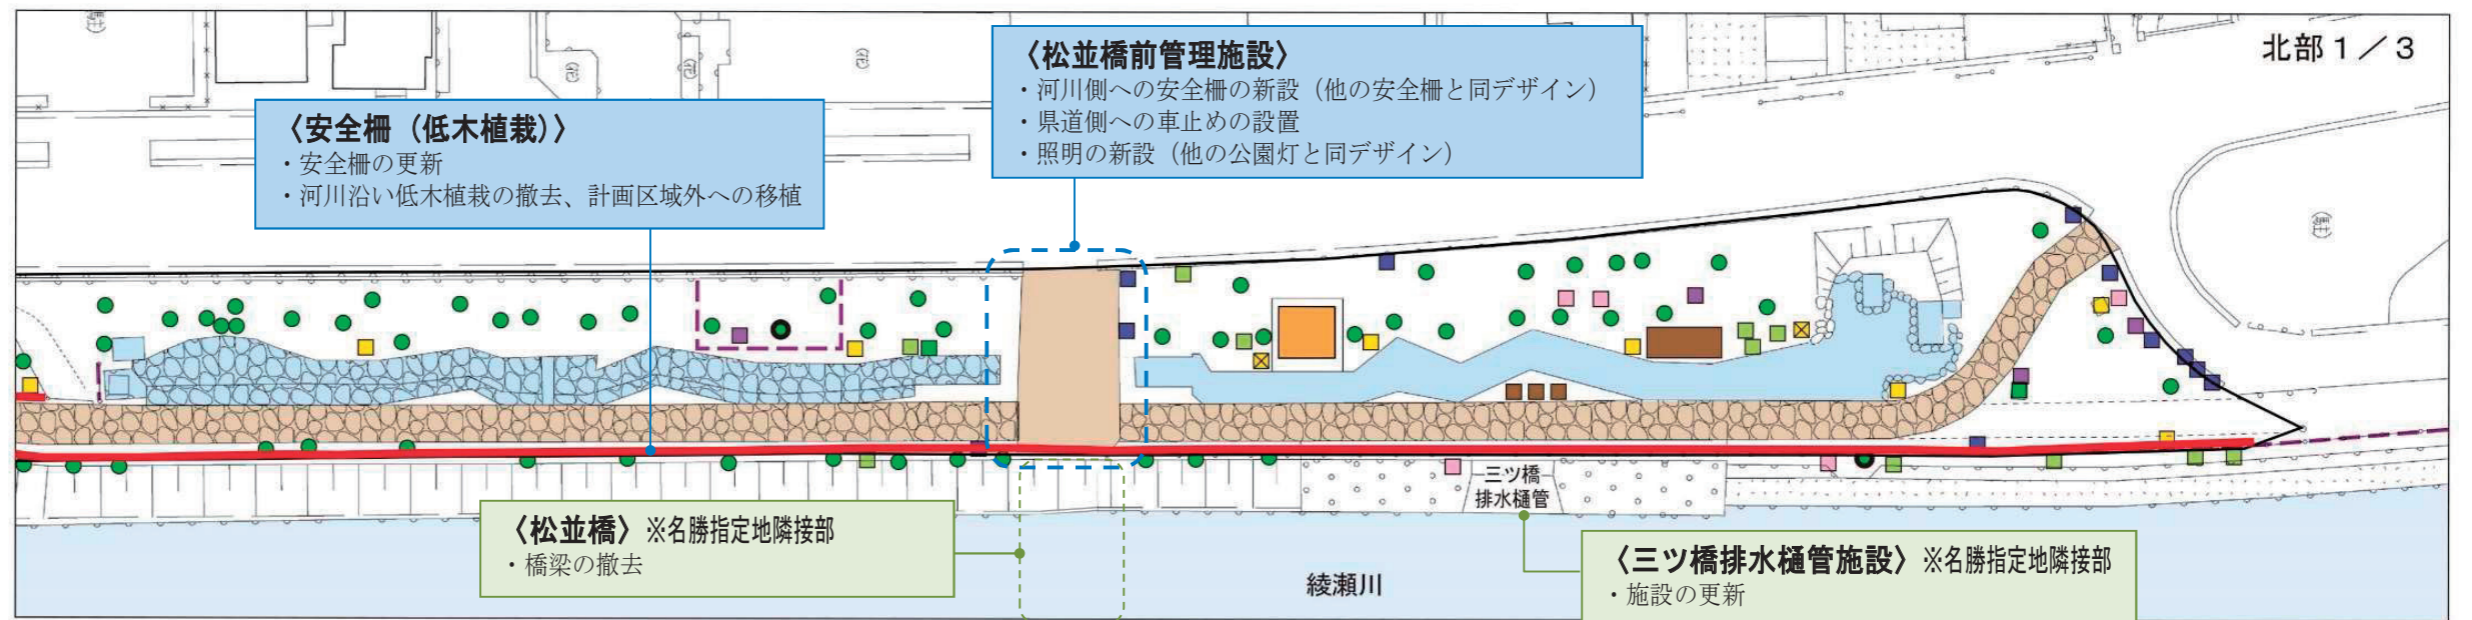 北部 1 / 3
〈松並橋前管理施設〉
・河川側への安全柵の新設（他の安全柵と同デザイン）
・県道側への車止めの設置
・照明の新設（他の公園灯と同デザイン）
〈安全柵（低木植栽）〉
・安全柵の更新
・河川沿い低木植栽の撤去、計画区域外への移植
三ツ橋
排水樋管
〈松並橋〉※名勝指定地隣接部
・橋梁の撤去
〈三ツ橋排水樋管施設〉※名勝指定地隣接部
・施設の更新
綾瀬川